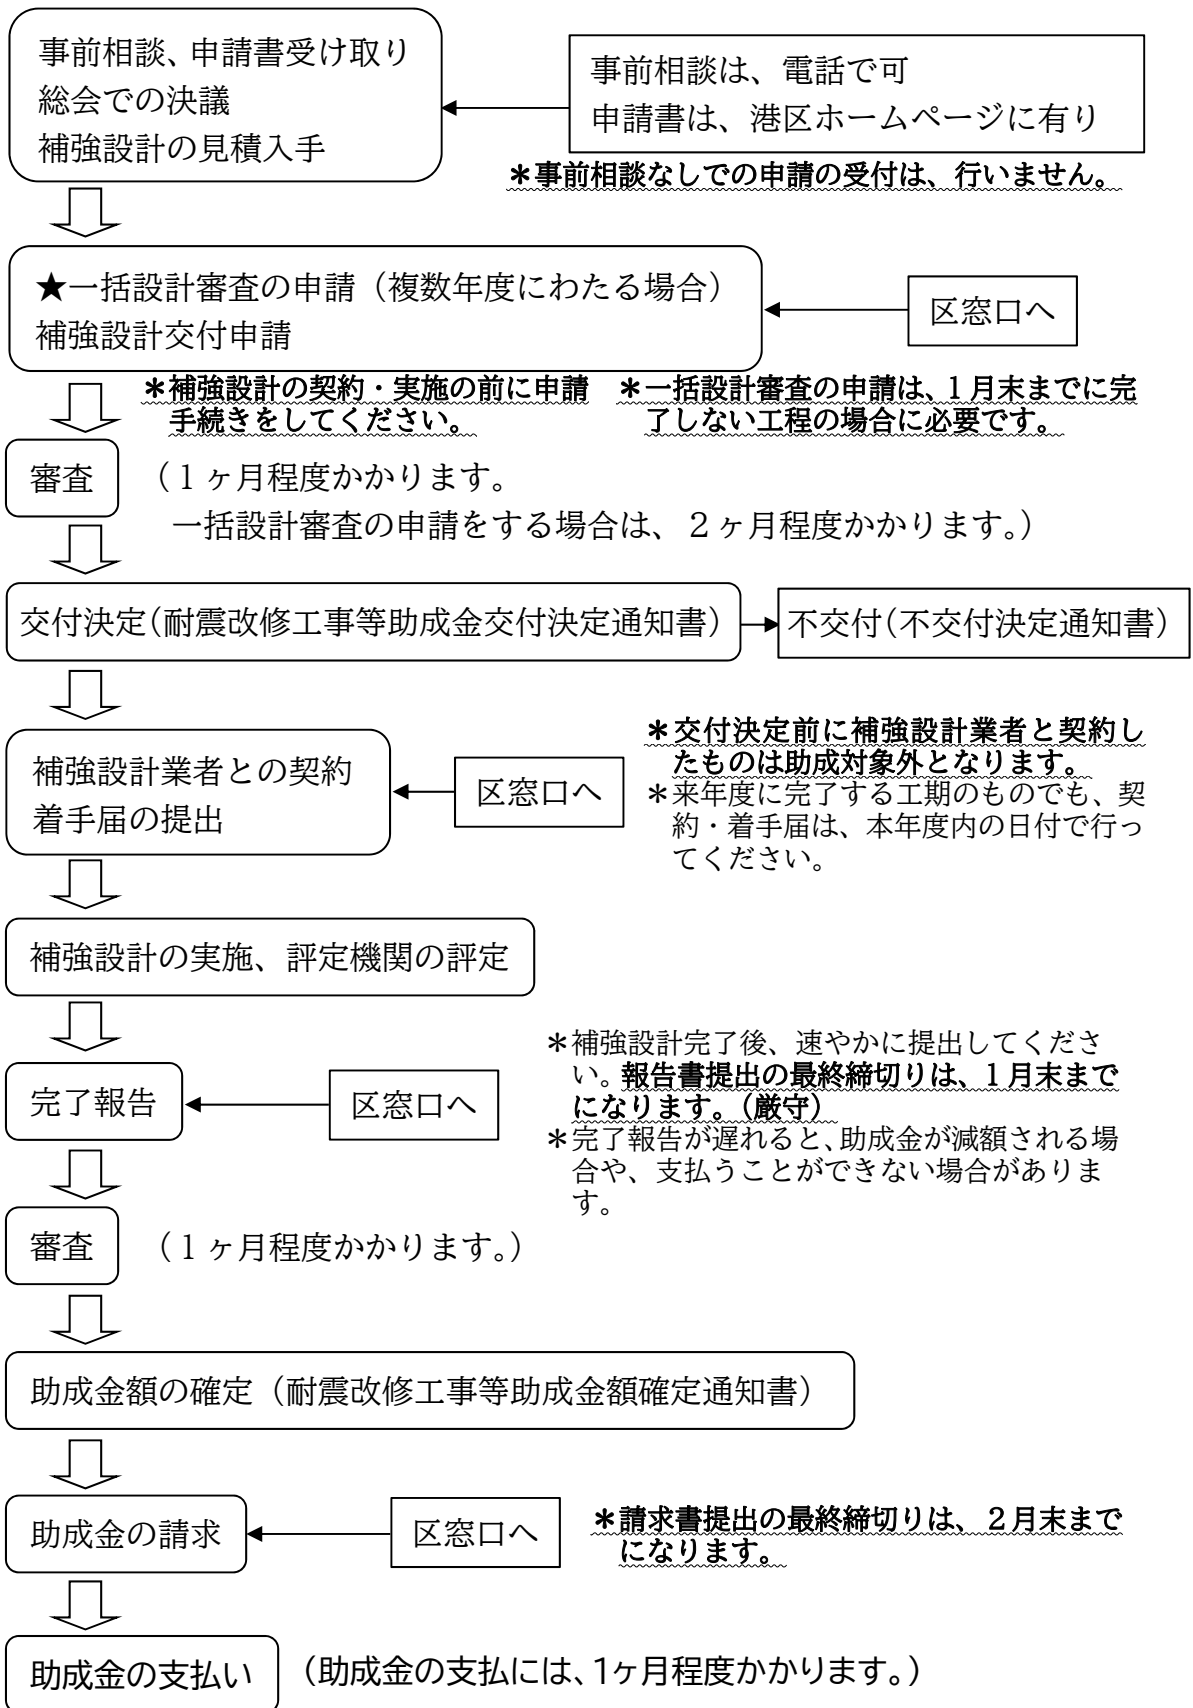 事前相談、申請書受け取り
総会での決議
補強設計の見積入手
事前相談は、電話で可
申請書は、港区ホームページに有り
＊事前相談なしでの申請の受付は、行いません。
★一括設計審査の申請（複数年度にわたる場合）
補強設計交付申請
区窓口へ
＊補強設計の契約・実施の前に申請
手続きをしてください。
＊一括設計審査の申請は、１月末までに完
了しない工程の場合に必要です。
審査
（１ヶ月程度かかります。
一括設計審査の申請をする場合は、２ヶ月程度かかります。）
交付決定（耐震改修工事等助成金交付決定通知書）
不交付（不交付決定通知書）
補強設計業者との契約
着手届の提出
区窓口へ
＊交付決定前に補強設計業者と契約し
たものは助成対象外となります。
＊来年度に完了する工期のものでも、契
約・着手届は、本年度内の日付で行っ
てください。
補強設計の実施、評定機関の評定
完了報告
区窓口へ
＊補強設計完了後、速やかに提出してくださ
い。報告書提出の最終締切りは、１月末まで
になります。（厳守）
＊完了報告が遅れると、助成金が減額される場
合や、支払うことができない場合がありま
す。
審査
（１ヶ月程度かかります。）
助成金額の確定（耐震改修工事等助成金額確定通知書）
助成金の請求
区窓口へ
＊請求書提出の最終締切りは、２月末まで
になります。
助成金の支払い
（助成金の支払には、１ヶ月程度かかります。）